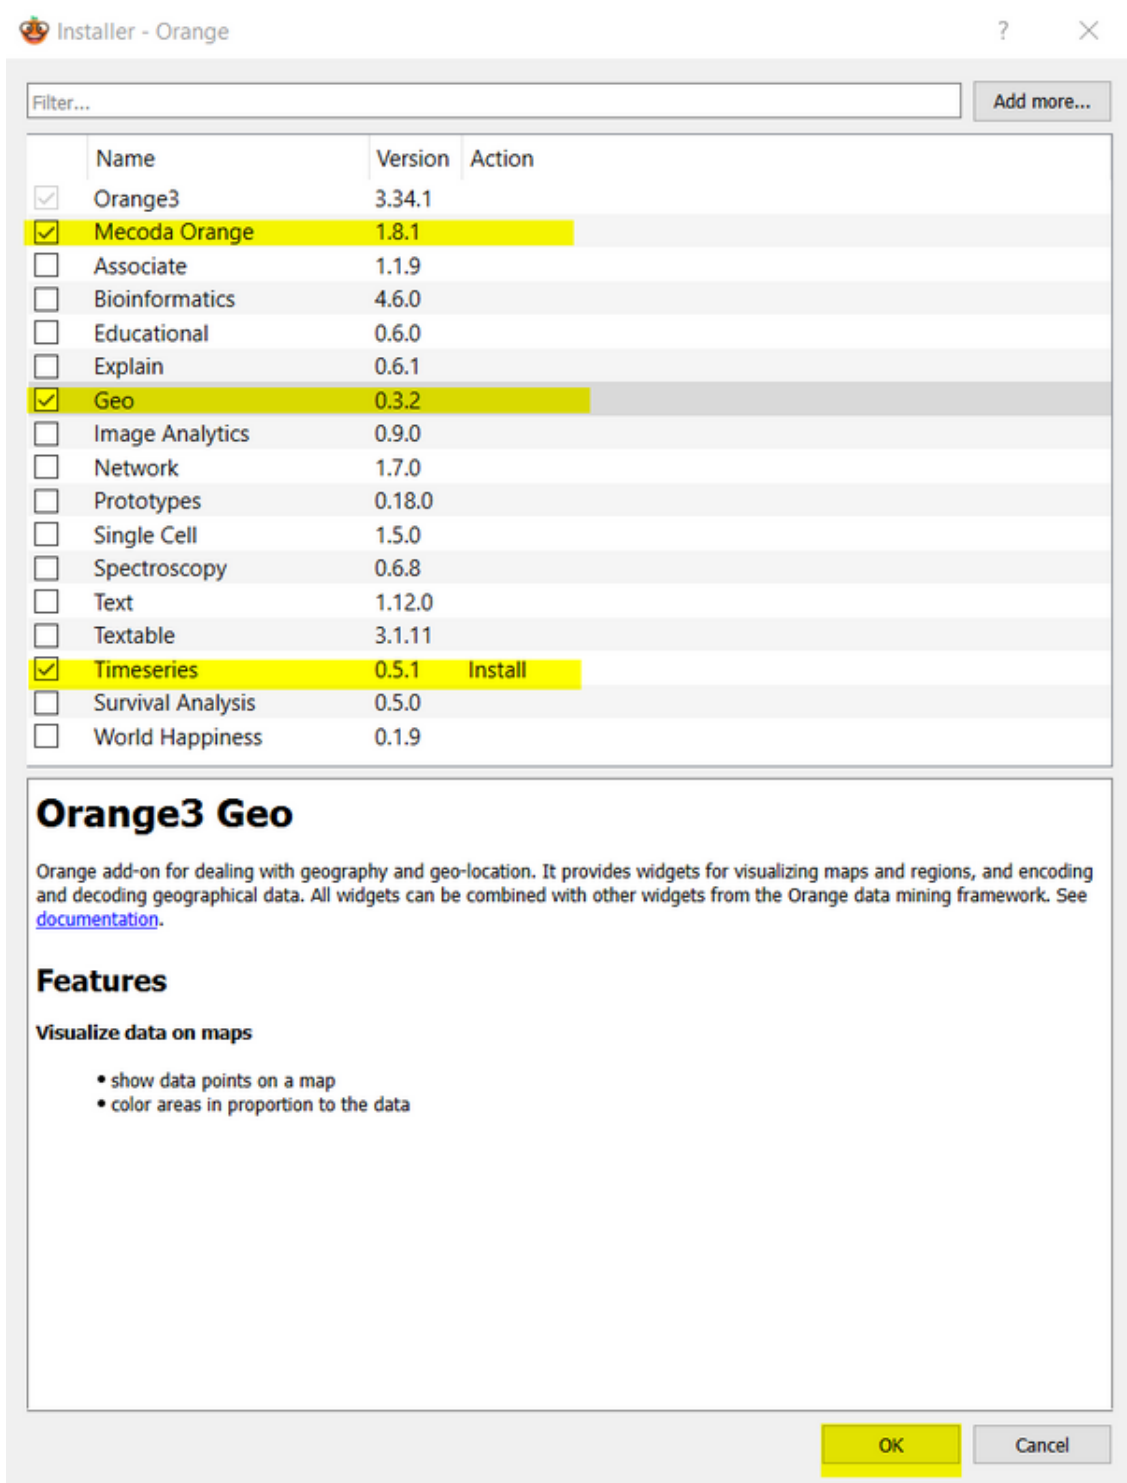 Installer - Orange
Filter...
Add more...
Name Version Action
Orange3 3.34.1
Mecoda Orange 1.8.1
Associate 1.1.9
Bioinformatics 4.6.0
Educational 0.6.0
Explain 0.6.1
Geo 0.3.2
Image Analytics 0.9.0
Network 1.7.0
Prototypes 0.18.0
Single Cell 1.5.0
Spectroscopy 0.6.8
Text 1.12.0
Textable 3.1.11
Timeseries 0.5.1 Install
Survival Analysis 0.5.0
World Happiness 0.1.9
Orange3 Geo
Orange add-on for dealing with geography and geo-location. It provides widgets for visualizing maps and regions, and encoding
and decoding geographical data. All widgets can be combined with other widgets from the Orange data mining framework. See
documentation.
Features
Visualize data on maps
• show data points on a map
• color areas in proportion to the data
OK Cancel